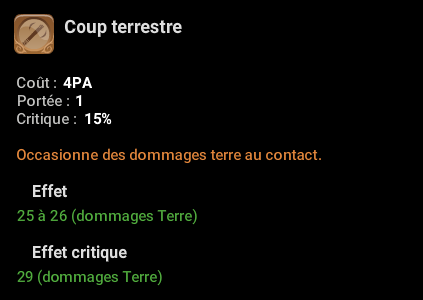 Coup terrestre
Coût : 4PA
Portée : 1
Critique : 15%
Occasionne des dommages terre au contact.
Effet
25 à 26 (dommages Terre)
Effet critique
29 (dommages Terre)